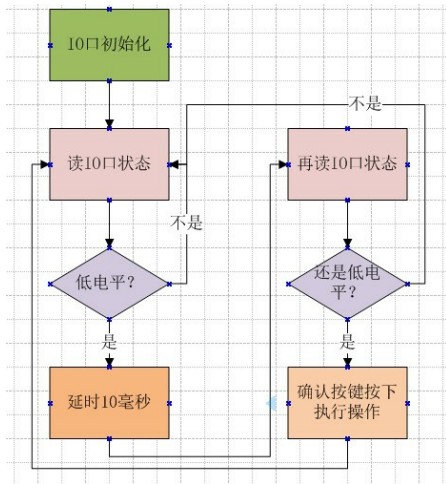 IO口初始化
读IO口状态
低电平？
不是
是
延时10毫秒
不是
再读IO口状态
还是低电
平？
是
确认按键按下
执行操作